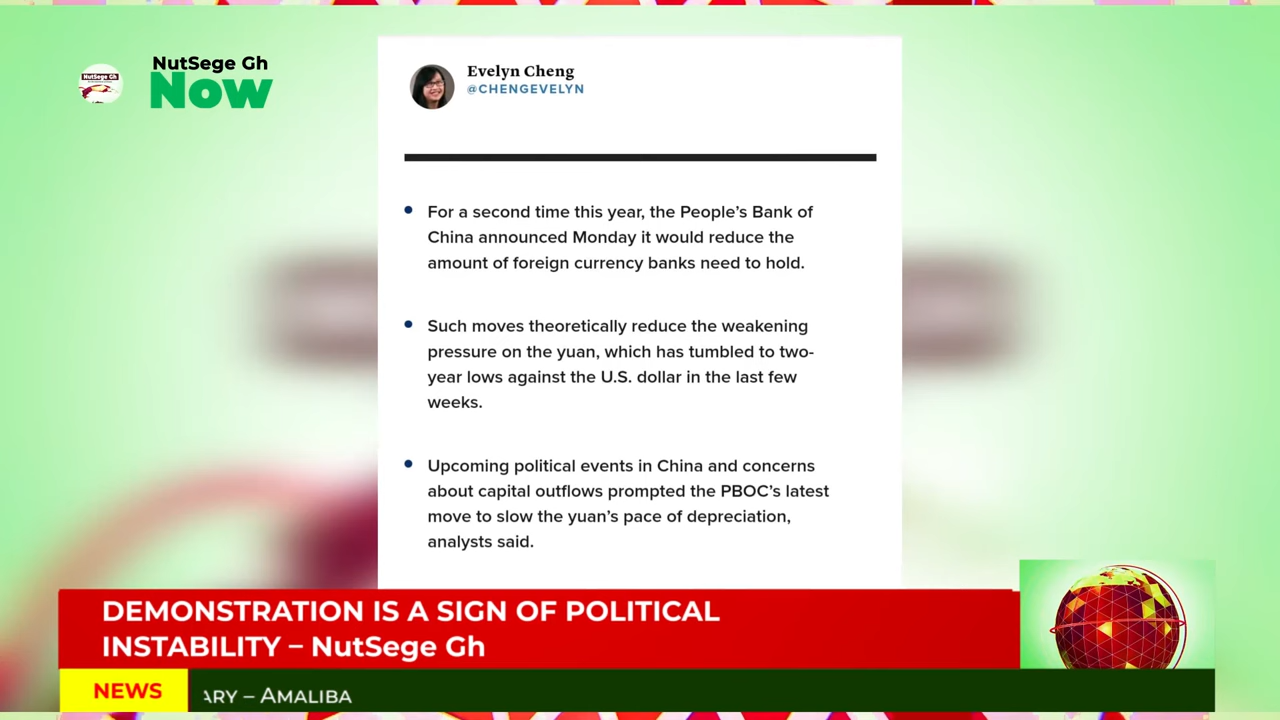 NutSege Gh
Now
NutSege Gh
Evelyn Cheng
@CHENGEVELYN
For a second time this year, the People's Bank of
China announced Monday it would reduce the
amount of foreign currency banks need to hold.
Such moves theoretically reduce the weakening
pressure on the yuan, which has tumbled to two-
year lows against the U.S. dollar in the last few
weeks.
Upcoming political events in China and concerns
about capital outflows prompted the PBOC's latest
move to slow the yuan's pace of depreciation,
analysts said.
DEMONSTRATION IS A SIGN OF POLITICAL
INSTABILITY – NutSege Gh
NEWS
– AMALIBA